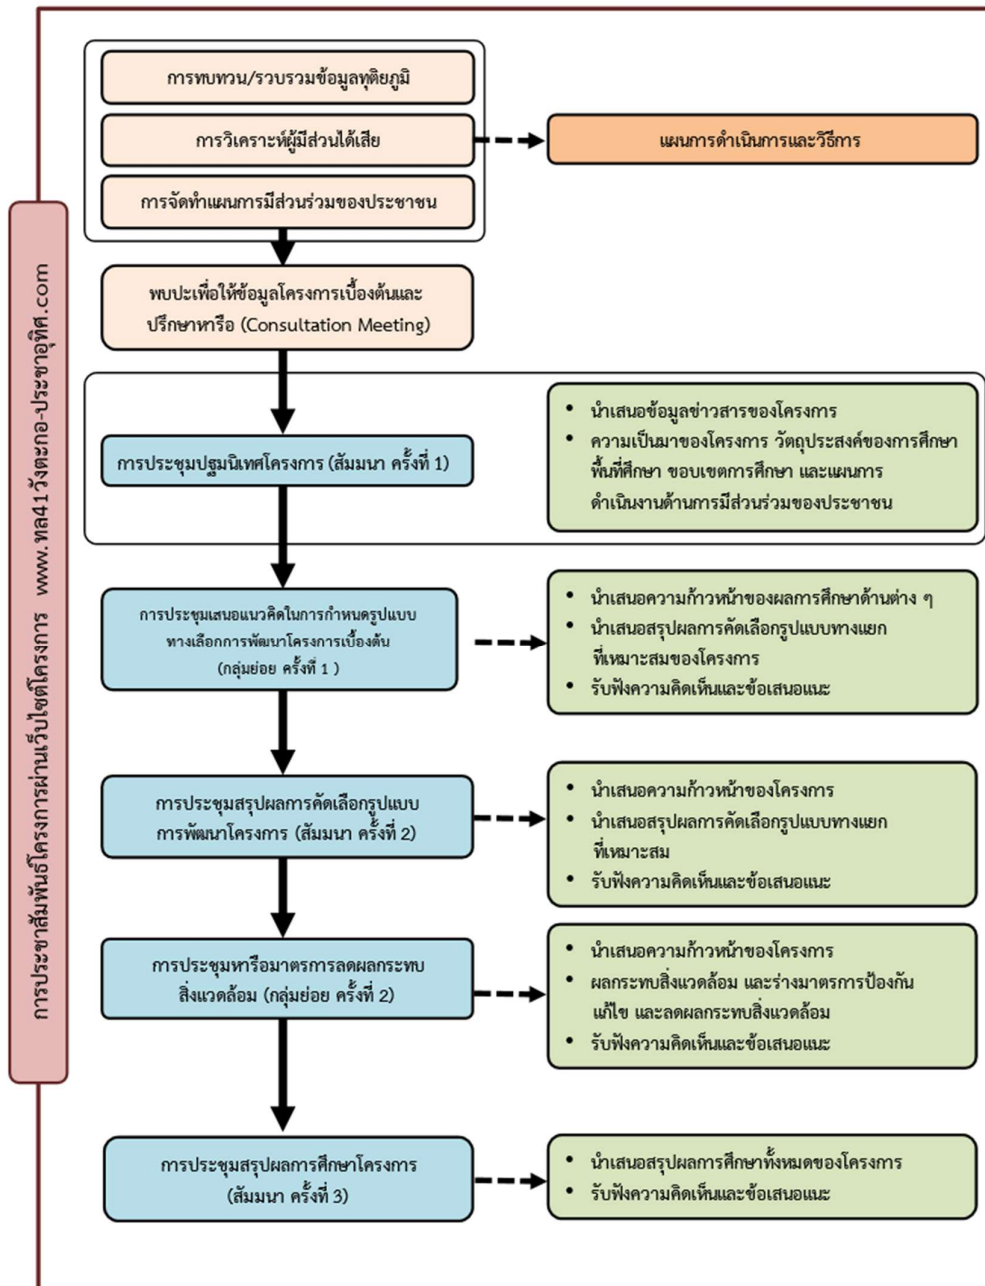 การประชาสัมพันธ์โครงการผ่านเว็บไซต์โครงการ www.ทล41วังตะกอ-ประชาอุทิศ.com
การทบทวน/รวบรวมข้อมูลทุติยภูมิ
การวิเคราะห์ผู้มีส่วนได้เสีย
แผนการดำเนินการและวิธีการ
การจัดทำแผนการมีส่วนร่วมของประชาชน
พบปะเพื่อให้ข้อมูลโครงการเบื้องต้นและ
ปรึกษาหารือ (Consultation Meeting)
การประชุมปฐมนิเทศโครงการ (สัมมนา ครั้งที่ 1)
• นำเสนอข้อมูลข่าวสารของโครงการ
• ความเป็นมาของโครงการ วัตถุประสงค์ของการศึกษา
พื้นที่ศึกษา ขอบเขตการศึกษา และแผนการ
ดำเนินงานด้านการมีส่วนร่วมของประชาชน
การประชุมเสนอแนวคิดในการกำหนดรูปแบบ
ทางเลือกการพัฒนาโครงการเบื้องต้น
(กลุ่มย่อย ครั้งที่ 1 )
• นำเสนอความก้าวหน้าของผลการศึกษาด้านต่าง ๆ
• นำเสนอสรุปผลการคัดเลือกรูปแบบทางแยก
ที่เหมาะสมของโครงการ
• รับฟังความคิดเห็นและข้อเสนอแนะ
การประชุมสรุปผลการคัดเลือกรูปแบบ
การพัฒนาโครงการ (สัมมนา ครั้งที่ 2)
• นำเสนอความก้าวหน้าของโครงการ
• นำเสนอสรุปผลการคัดเลือกรูปแบบทางแยก
ที่เหมาะสม
• รับฟังความคิดเห็นและข้อเสนอแนะ
การประชุมหารือมาตรการลดผลกระทบ
สิ่งแวดล้อม (กลุ่มย่อย ครั้งที่ 2)
• นำเสนอความก้าวหน้าของโครงการ
• ผลกระทบสิ่งแวดล้อม และร่างมาตรการป้องกัน
แก้ไข และลดผลกระทบสิ่งแวดล้อม
• รับฟังความคิดเห็นและข้อเสนอแนะ
การประชุมสรุปผลการศึกษาโครงการ
(สัมมนา ครั้งที่ 3)
• นำเสนอสรุปผลการศึกษาทั้งหมดของโครงการ
• รับฟังความคิดเห็นและข้อเสนอแนะ